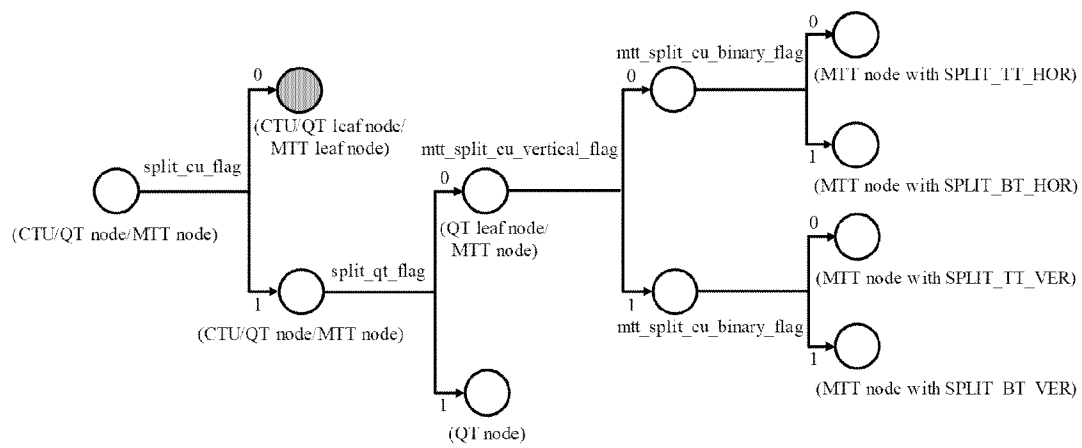 0
mtt_split_cu_binary_flag
(MTT node with SPLIT_TT_HOR)
0
0
(CTU/QT leaf node/
MTT leaf node)
1
mtt_split_cu_vertical_flag
(MTT node with SPLIT_BT_HOR)
split_cu_flag
0
(CTU/QT node/MTT node)
(QT leaf node/
MTT node)
0
(MTT node with SPLIT_TT_VER)
split_qt_flag
1
1
(CTU/QT node/MTT node)
mtt_split_cu_binary_flag
1
(MTT node with SPLIT_BT_VER)
1
(QT node)